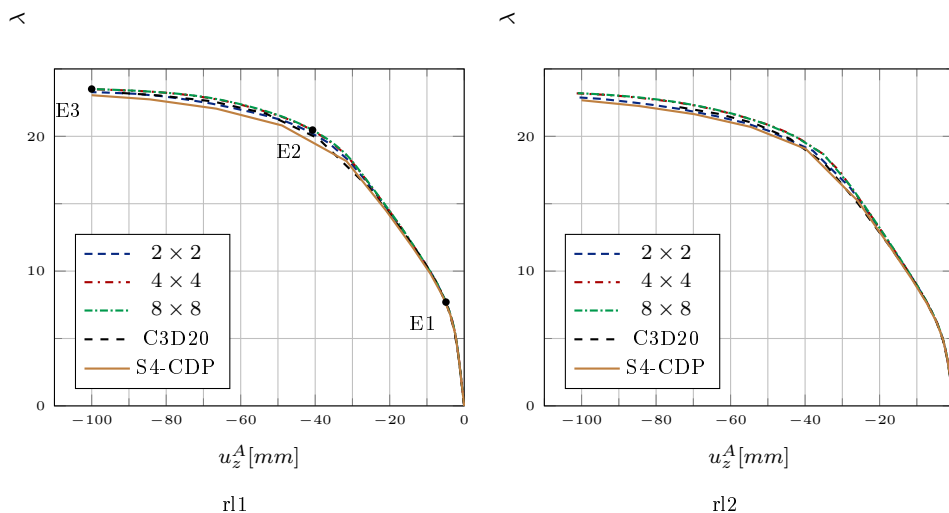 λ
E3
E2
E1
20
10
0
2 × 2
4 × 4
8 × 8
C3D20
S4-CDP
−100 −80 −60 −40 −20 0
u_z^A[mm]
rl1
λ
20
10
0
2 × 2
4 × 4
8 × 8
C3D20
S4-CDP
−100 −80 −60 −40 −20
u_z^A[mm]
rl2